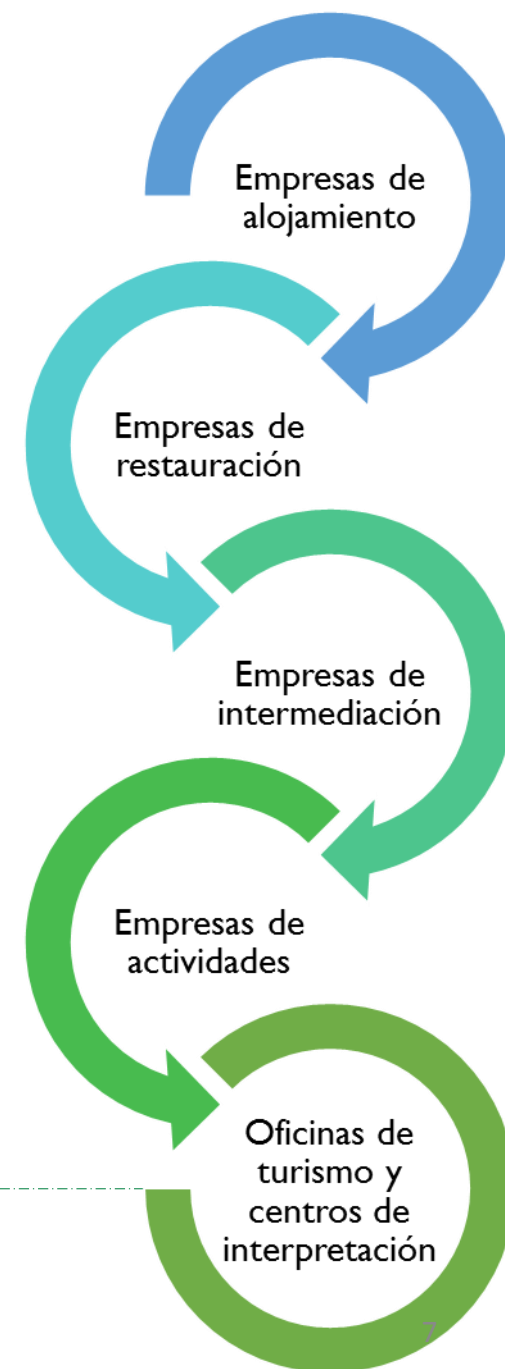 Empresas de
alojamiento
Empresas de
restauración
Empresas de
intermediación
Empresas de
actividades
Oficinas de
turismo y
centros de
interpretación
7